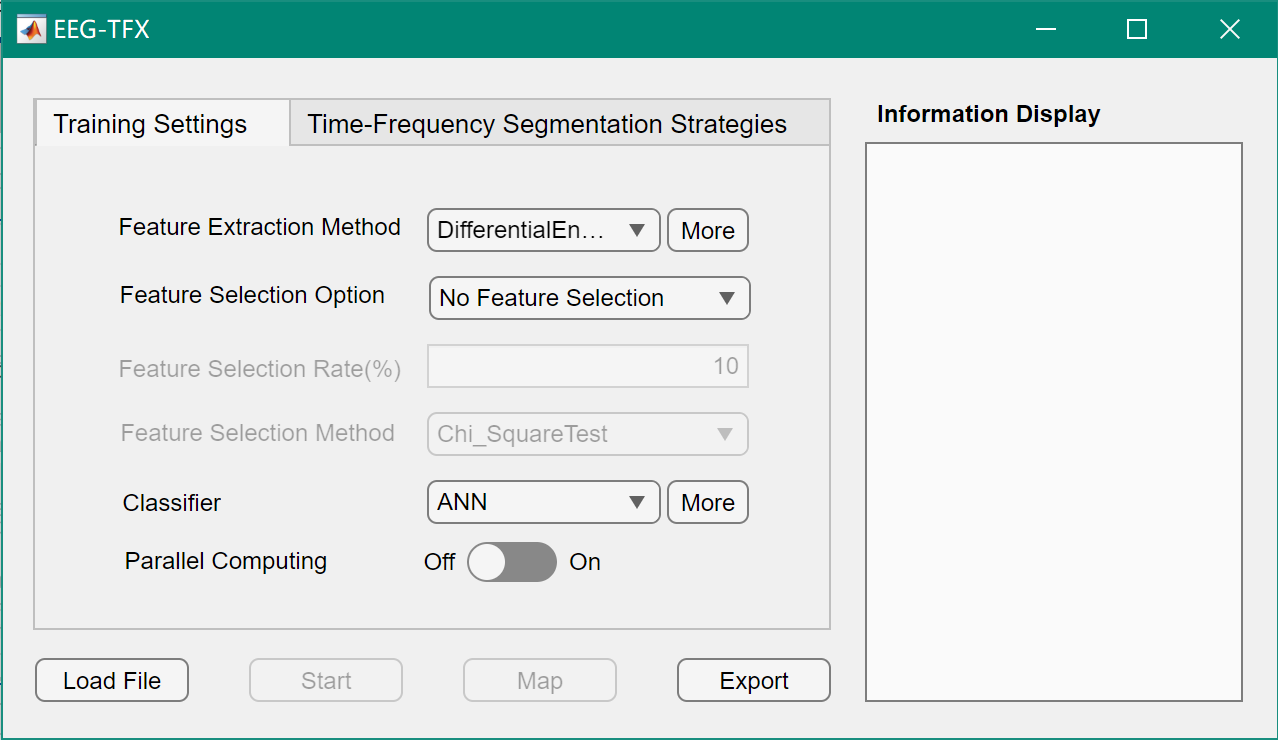 EEG-TFX
Training Settings
Time-Frequency Segmentation Strategies
Information Display
Feature Extraction Method
DifferentialEn...
More
Feature Selection Option
No Feature Selection
Feature Selection Rate(%)
10
Feature Selection Method
Chi_SquareTest
Classifier
ANN
More
Parallel Computing
Off
On
Load File
Start
Map
Export